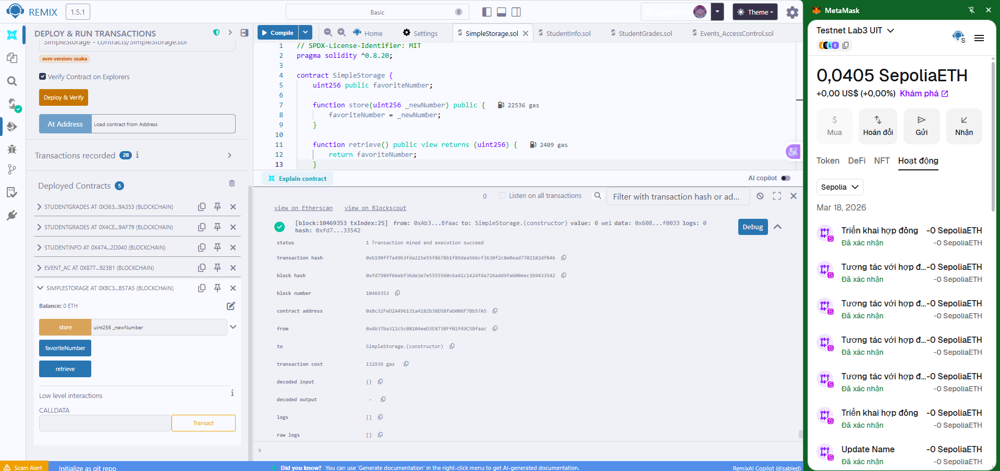 REMIX 1.5.1
Basic
Theme
DEPLOY & RUN TRANSACTIONS
SimpleStorage - contracts/SimpleStorage.sol
evm version: osaka
Verify Contract on Explorers
Deploy & Verify
At Address Load contract from Address
Transactions recorded 28 i
Deployed Contracts 5
STUDENTGRADES AT 0X363...9A353 (BLOCKCHAIN)
STUDENTGRADES AT 0X4CE...9AF79 (BLOCKCHAIN)
STUDENTINFO AT 0X474...2D040 (BLOCKCHAIN)
EVENT_AC AT 0X877...923B1 (BLOCKCHAIN)
SIMPLESTORAGE AT 0XBC3...B57A5 (BLOCKCHAIN)
Balance: 0 ETH
store uint256 _newNumber
favoriteNumber
retrieve
Low level interactions i
CALLDATA
Transact
Scam Alert Initialize as git repo
Compile Home Settings SimpleStorage.sol StudentInfo.sol StudentGrades.sol Events_AccessControl.sol
1 // SPDX-License-Identifier: MIT
2 pragma solidity ^0.8.20;
3
4 contract SimpleStorage {
5 uint256 public favoriteNumber;
6
7 function store(uint256 _newNumber) public { 22536 gas
8 favoriteNumber = _newNumber;
9 }
10
11 function retrieve() public view returns (uint256) { 2409 gas
12 return favoriteNumber;
13 }
Explain contract AI copilot
0 Listen on all transactions Filter with transaction hash or ad...
view on Etherscan view on Blockscout
[block:10469353 txIndex:25] from: 0xAb3...Bfaac to: SimpleStorage.(constructor) value: 0 wei data: 0x608...f0033 logs: 0
hash: 0xfd7...33542
Debug
status 1 Transaction mined and execution succeed
transaction hash 0xb190ff7a49b3fda215e55f8678b1f89dea566cf3638f2c8e0ead7702182df846
block hash 0xfd7989f66ebf36de3e7e5555560c6a41c1424fda726add9fa600eec3b9433542
block number 10469353
contract address 0xBc32FeD2A496131a4182b38D58fab006F7Bb57A5
from 0xAb37ba312c5c08104eeD3E873BFf02f49C5Bfaac
to SimpleStorage.(constructor)
transaction cost 132939 gas
decoded input {}
decoded output -
logs []
raw logs []
>
Did you know? You can use 'Generate documentation' in the right-click menu to get AI-generated documentation.
RemixAI Copilot (disabled)
MetaMask
Testnet Lab3 UIT
S
0,0405 SepoliaETH
+0,00 US$ (+0,00%) Khám phá
Mua Hoán đổi Gửi Nhận
Token DeFi NFT Hoạt động
Sepolia
Mar 18, 2026
Triển khai hợp đồng -0 SepoliaETH
Đã xác nhận -0 SepoliaETH
Tương tác với hợp đ...-0 SepoliaETH
Đã xác nhận -0 SepoliaETH
Tương tác với hợp đ...-0 SepoliaETH
Đã xác nhận -0 SepoliaETH
Tương tác với hợp đ...-0 SepoliaETH
Đã xác nhận -0 SepoliaETH
Tương tác với hợp đ...-0 SepoliaETH
Đã xác nhận -0 SepoliaETH
Triển khai hợp đồng -0 SepoliaETH
Đã xác nhận -0 SepoliaETH
Update Name -0 SepoliaETH
Đã xác nhận -0 SepoliaETH